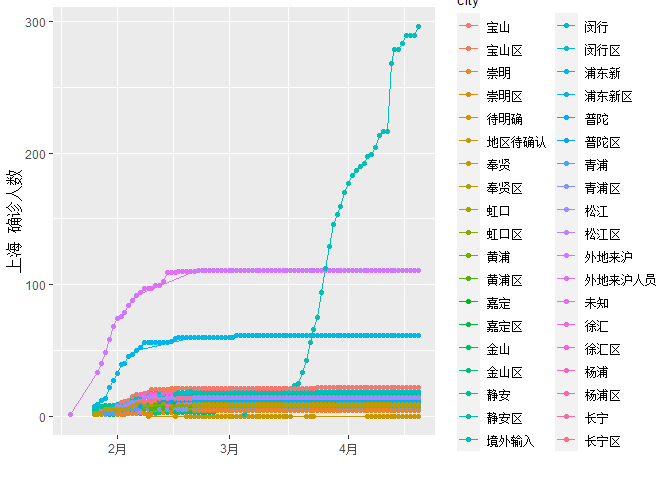 City
300
200
100
0
上海 确诊人数
2月
3月
4月
宝山
宝山区
崇明
崇明区
待明确
地区待确认
奉贤
奉贤区
虹口
虹口区
黄浦
黄浦区
嘉定
嘉定区
金山
金山区
静安
静安区
境外输入
闵行
闵行区
浦东新
浦东新区
普陀
普陀区
青浦
青浦区
松江
松江区
外地来沪
外地来沪人员
未知
徐汇
徐汇区
杨浦
杨浦区
长宁
长宁区